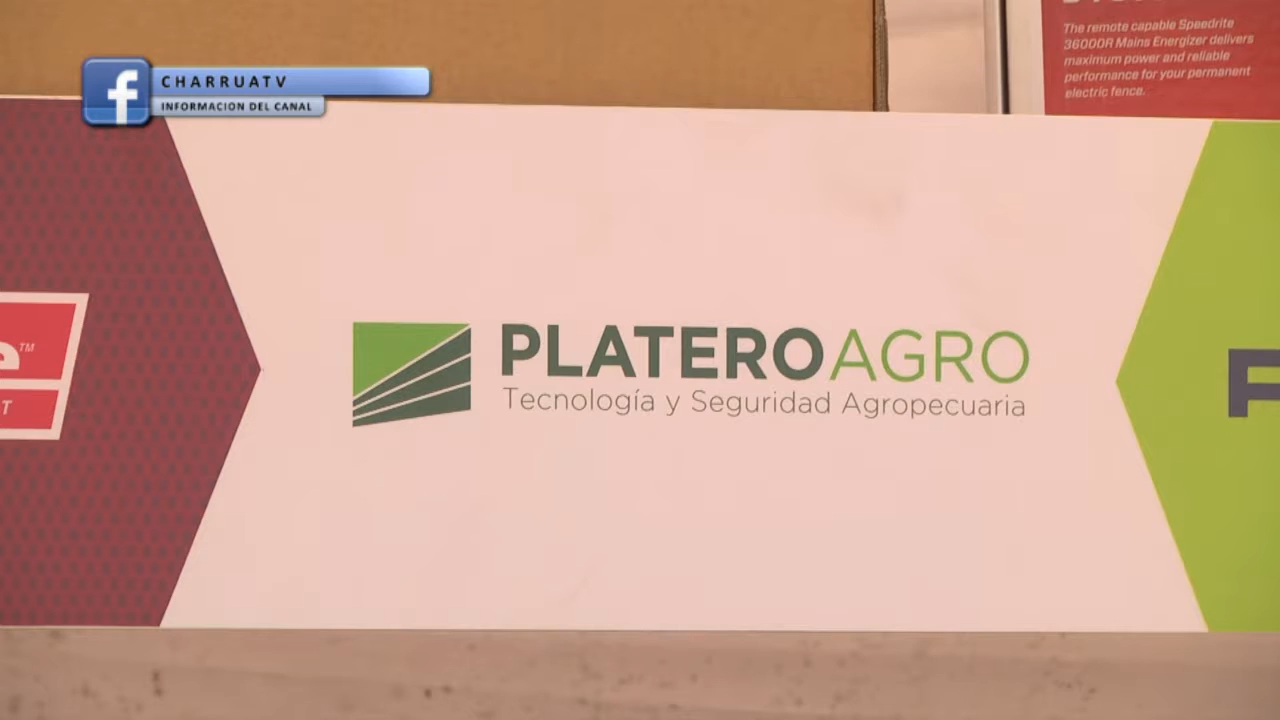 CHARRUATV
INFORMACION DEL CANAL
The remote capable Speedrite
36000R Mains Energizer delivers
maximum power and reliable
performance for your permanent
electric fence.
e™
T
PLATEROAGRO
Tecnología y Seguridad Agropecuaria